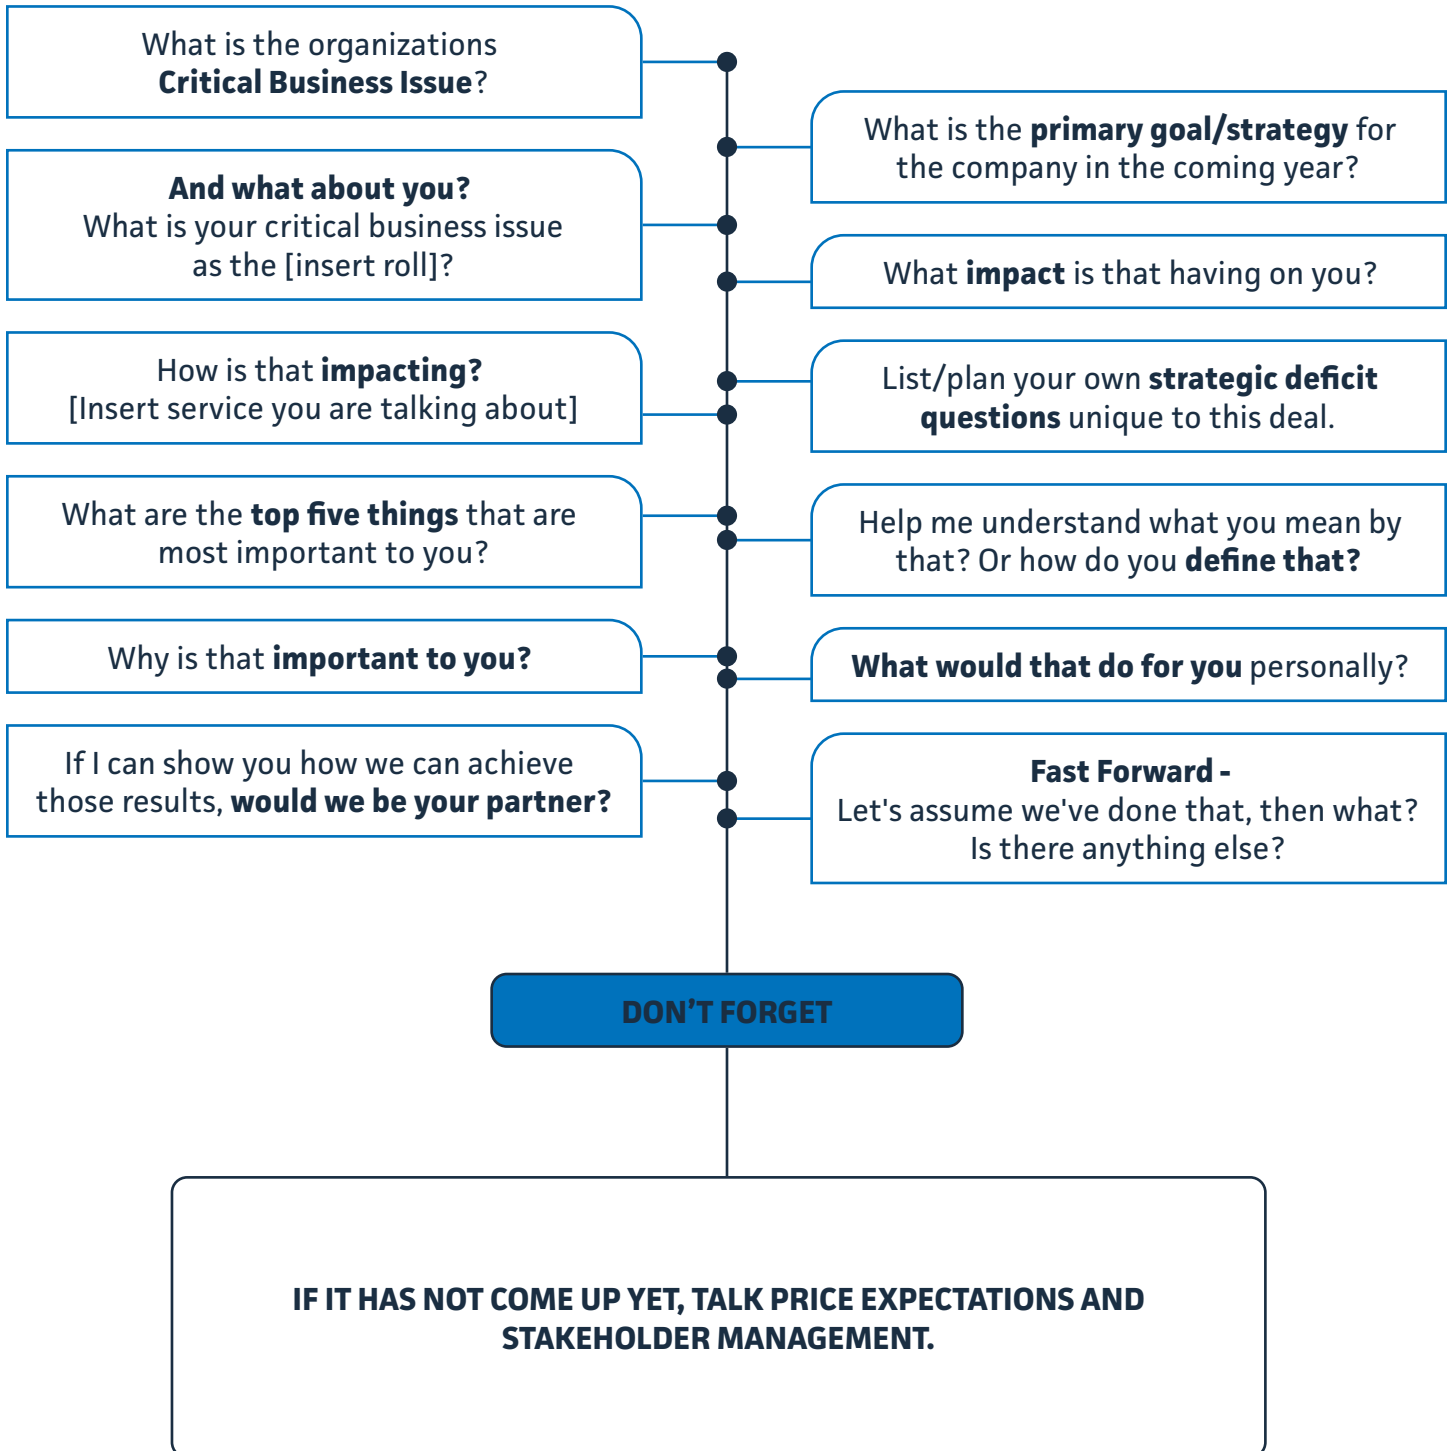 What is the organizations
Critical Business Issue?
What is the primary goal/strategy for
the company in the coming year?
And what about you?
What is your critical business issue
as the [insert roll]?
What impact is that having on you?
How is that impacting?
[Insert service you are talking about]
List/plan your own strategic deficit
questions unique to this deal.
What are the top five things that are
most important to you?
Help me understand what you mean by
that? Or how do you define that?
Why is that important to you?
What would that do for you personally?
If I can show you how we can achieve
those results, would we be your partner?
Fast Forward -
Let's assume we've done that, then what?
Is there anything else?
DON’T FORGET
IF IT HAS NOT COME UP YET, TALK PRICE EXPECTATIONS AND
STAKEHOLDER MANAGEMENT.